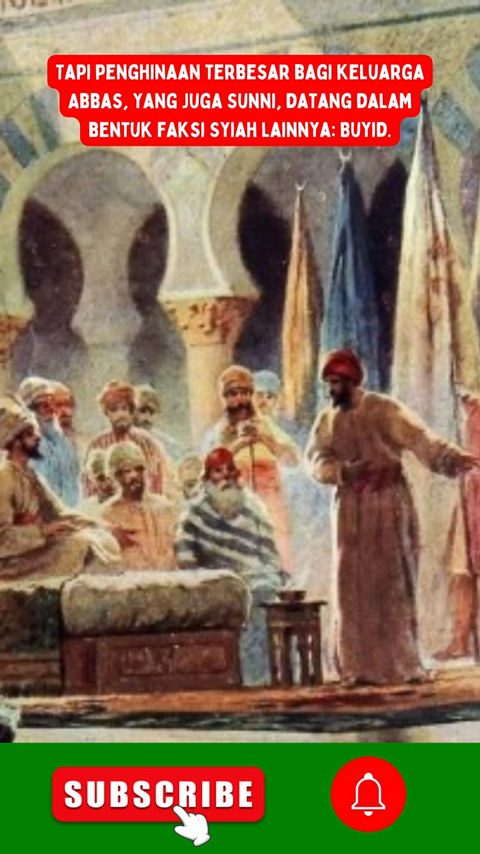 TAPI PENGHINAAN TERBESAR BAGI KELUARGA
ABBAS, YANG JUGA SUNNI, DATANG DALAM
BENTUK FAKSI SYIAH LAINNYA: BUYID.
SUBSCRIBE